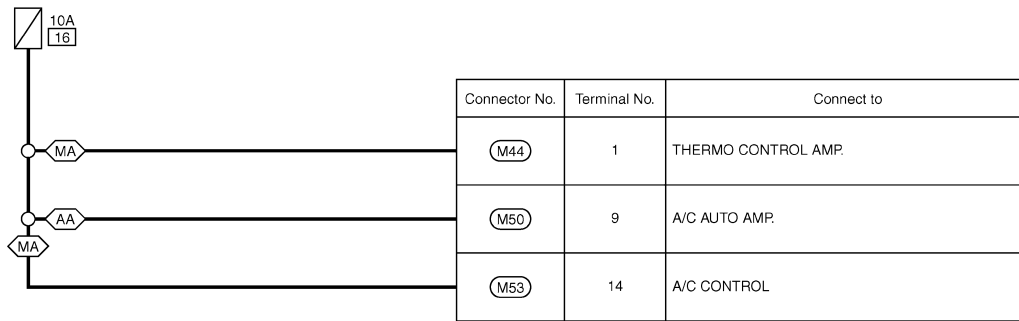 10A
16
Connector No. Terminal No. Connect to
MA M44 1 THERMO CONTROL AMP.
AA M50 9 A/C AUTO AMP.
MA
M53 14 A/C CONTROL